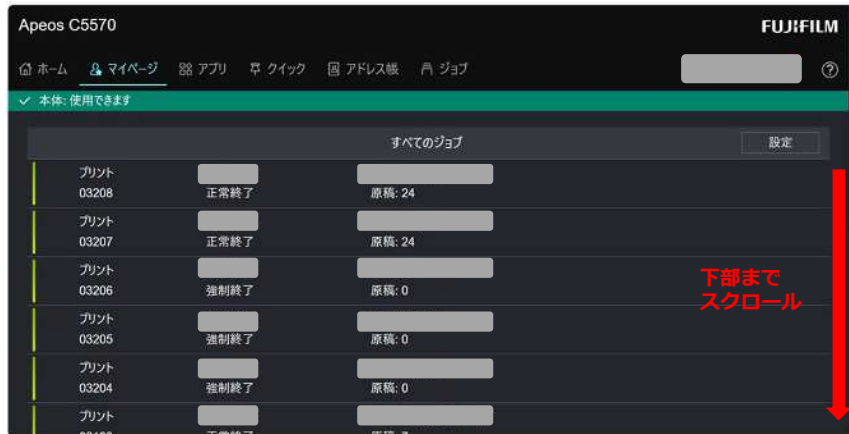 Apeos C5570
FUJIFILM
ホーム マイページ アプリ クイック アドレス帳 ジョブ
本体: 使用できます
すべてのジョブ 設定
プリント
03208 正常終了 原稿: 24
プリント
03207 正常終了 原稿: 24
プリント
03206 強制終了 原稿: 0
下部まで
スクロール
プリント
03205 強制終了 原稿: 0
プリント
03204 強制終了 原稿: 0
プリント